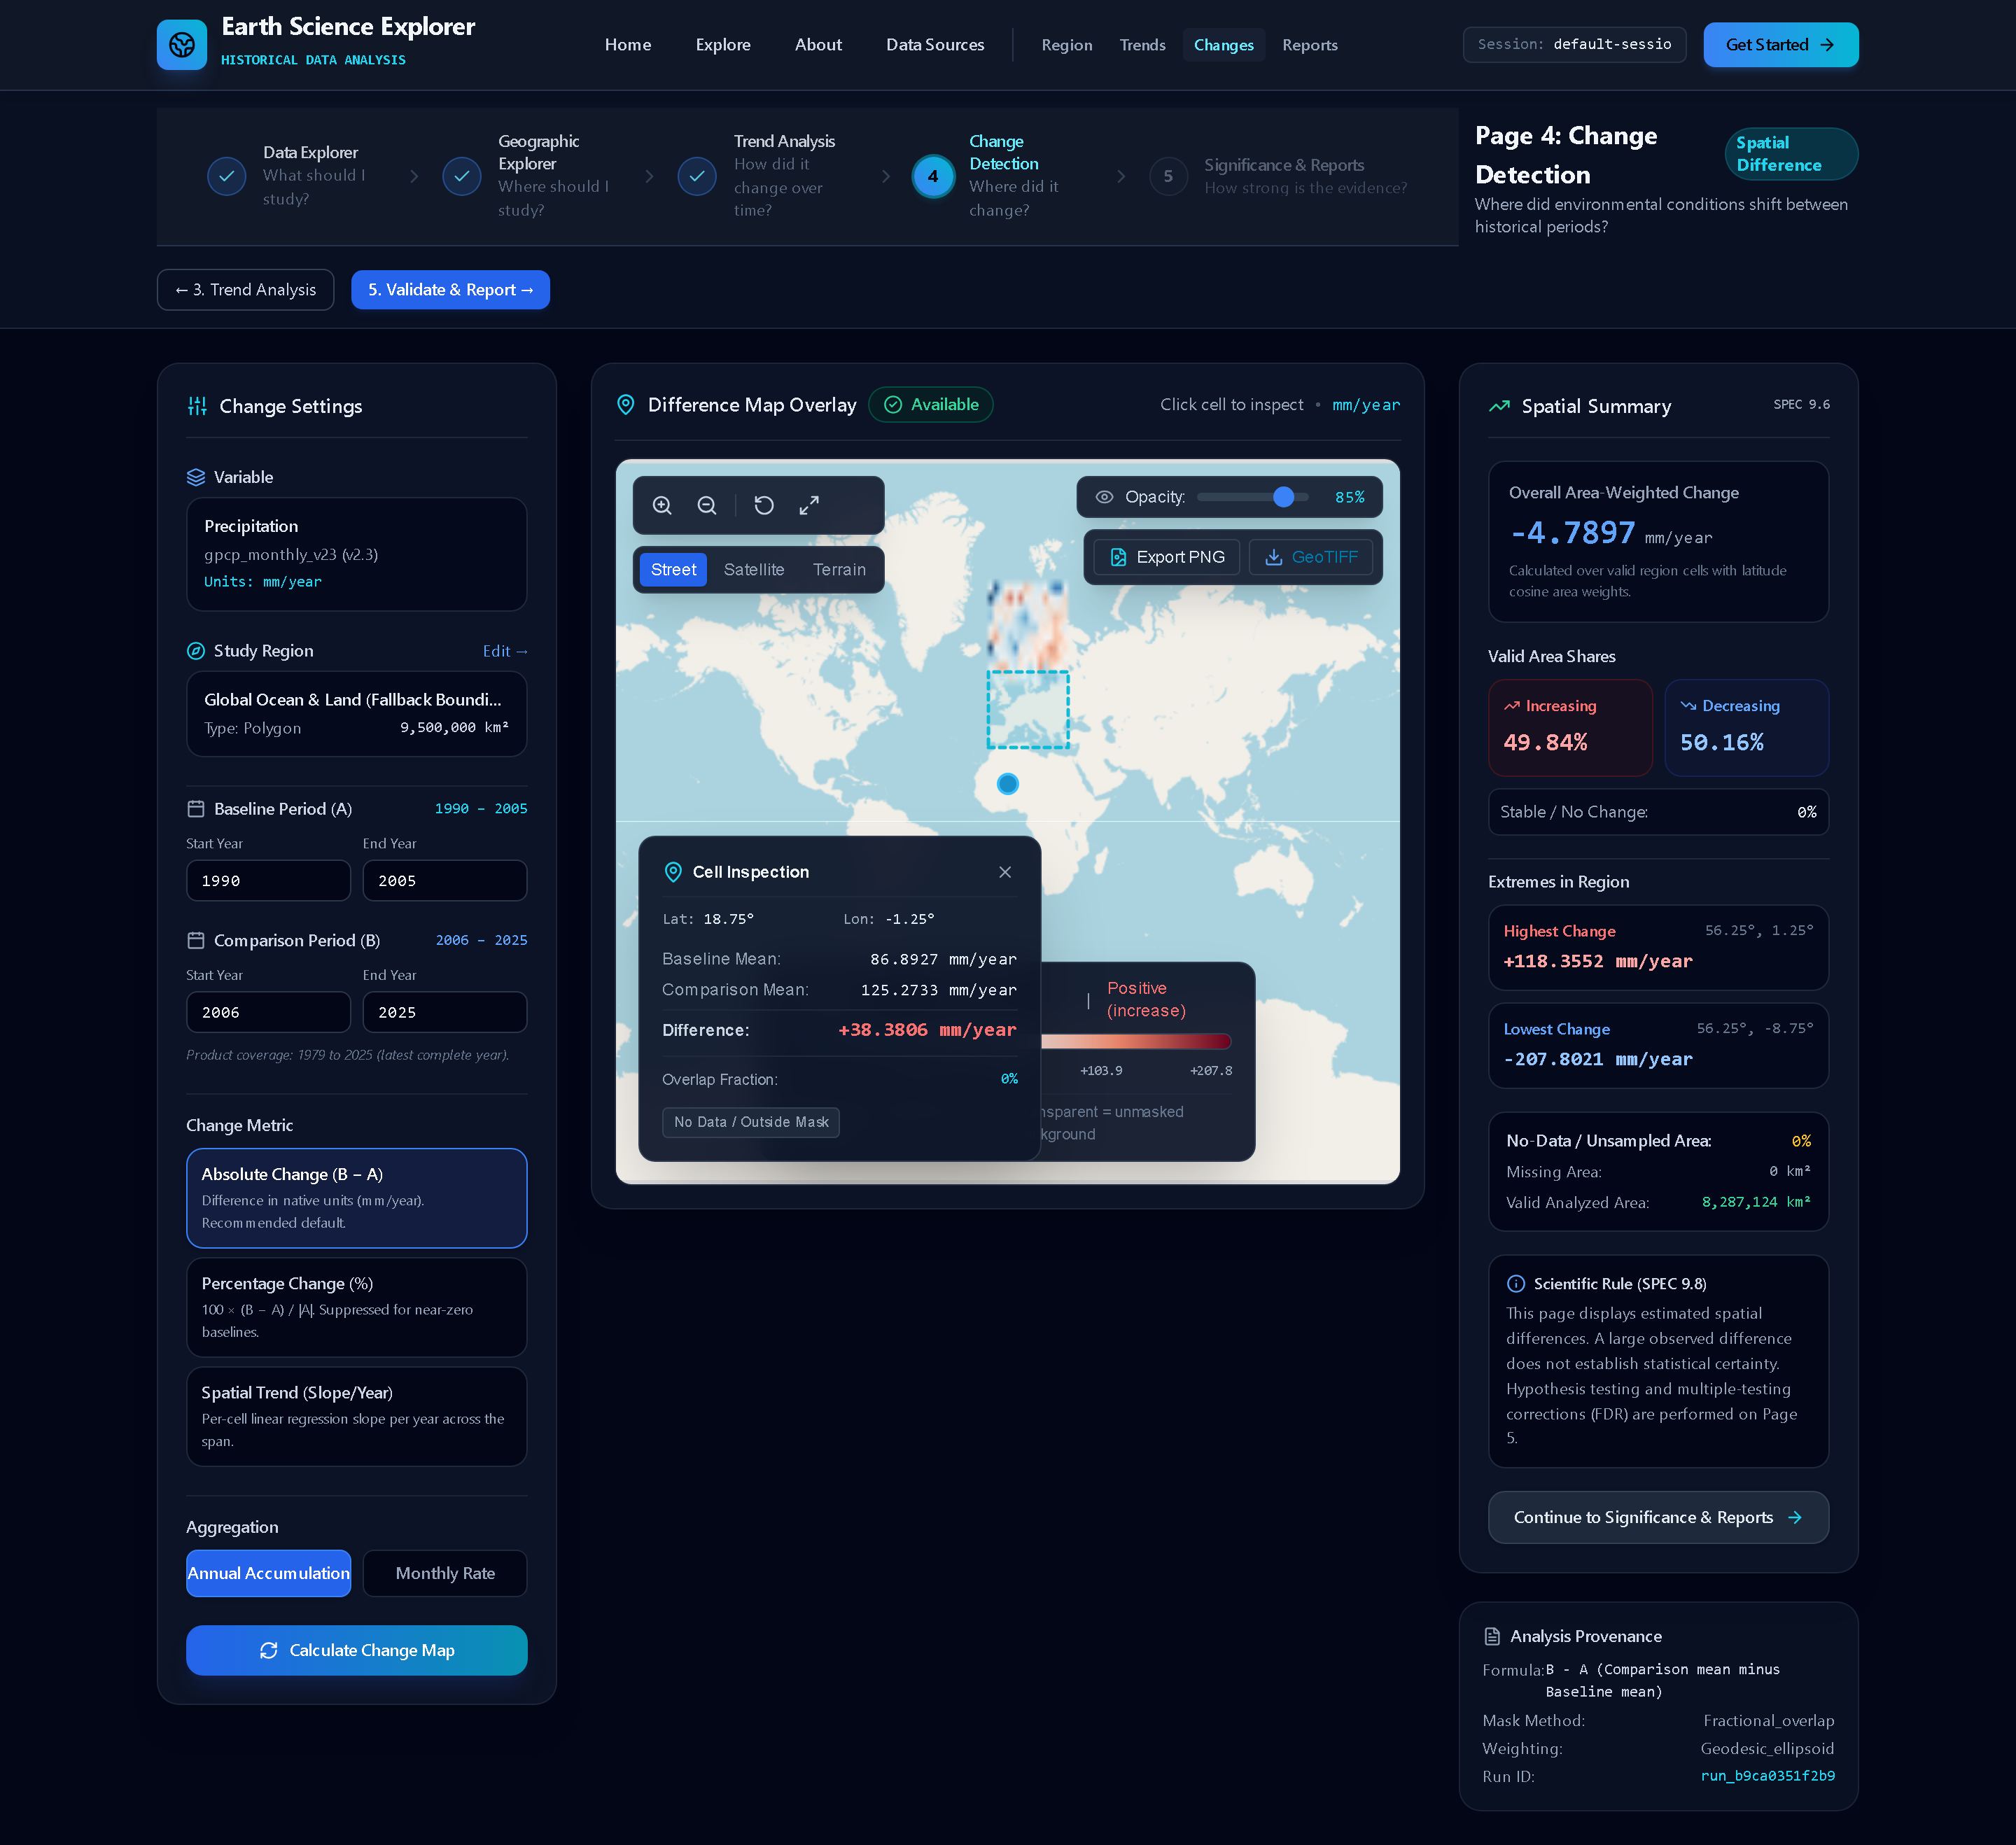 Earth Science Explorer
HISTORICAL DATA ANALYSIS
Home
Explore
About
Data Sources
Region
Trends
Changes
Reports
Session: default-sessio
Get Started →
Data Explorer
What should I
study?
Geographic
Explorer
Where should I
study?
Trend Analysis
How did it
change over
time?
4
Change
Detection
Where did it
change?
5
Significance & Reports
How strong is the evidence?
Page 4: Change
Detection
Spatial
Difference
Where did environmental conditions shift between
historical periods?
← 3. Trend Analysis
5. Validate & Report →
Change Settings
Variable
Precipitation
gpcp_monthly_v23 (v2.3)
Units: mm/year
Study Region
Edit →
Global Ocean & Land (Fallback Boundi...
Type: Polygon
9,500,000 km²
Baseline Period (A)
1990 – 2005
Start Year
End Year
1990
2005
Comparison Period (B)
2006 – 2025
Start Year
End Year
2006
2025
Product coverage: 1979 to 2025 (latest complete year).
Change Metric
Absolute Change (B − A)
Difference in native units (mm/year).
Recommended default.
Percentage Change (%)
100 × (B − A) / |A|. Suppressed for near-zero
baselines.
Spatial Trend (Slope/Year)
Per-cell linear regression slope per year across the
span.
Aggregation
Annual Accumulation
Monthly Rate
Calculate Change Map
Difference Map Overlay
Available
Click cell to inspect • mm/year
Opacity:
85%
Street
Satellite
Terrain
Export PNG
GeoTIFF
Cell Inspection
Lat: 18.75°
Lon: -1.25°
Baseline Mean:
86.8927 mm/year
Comparison Mean:
125.2733 mm/year
Difference:
+38.3806 mm/year
Overlap Fraction:
0%
No Data / Outside Mask
| Positive
(increase)
+103.9
+207.8
nsparent = unmasked
kground
Spatial Summary
SPEC 9.6
Overall Area-Weighted Change
-4.7897 mm/year
Calculated over valid region cells with latitude
cosine area weights.
Valid Area Shares
Increasing
49.84%
Decreasing
50.16%
Stable / No Change:
0%
Extremes in Region
Highest Change
56.25°, 1.25°
+118.3552 mm/year
Lowest Change
56.25°, -8.75°
-207.8021 mm/year
No-Data / Unsampled Area:
0%
Missing Area:
0 km²
Valid Analyzed Area:
8,287,124 km²
Scientific Rule (SPEC 9.8)
This page displays estimated spatial
differences. A large observed difference
does not establish statistical certainty.
Hypothesis testing and multiple-testing
corrections (FDR) are performed on Page
5.
Continue to Significance & Reports →
Analysis Provenance
Formula: B - A (Comparison mean minus
Baseline mean)
Mask Method:
Fractional_overlap
Weighting:
Geodesic_ellipsoid
Run ID:
run_b9ca0351f2b9